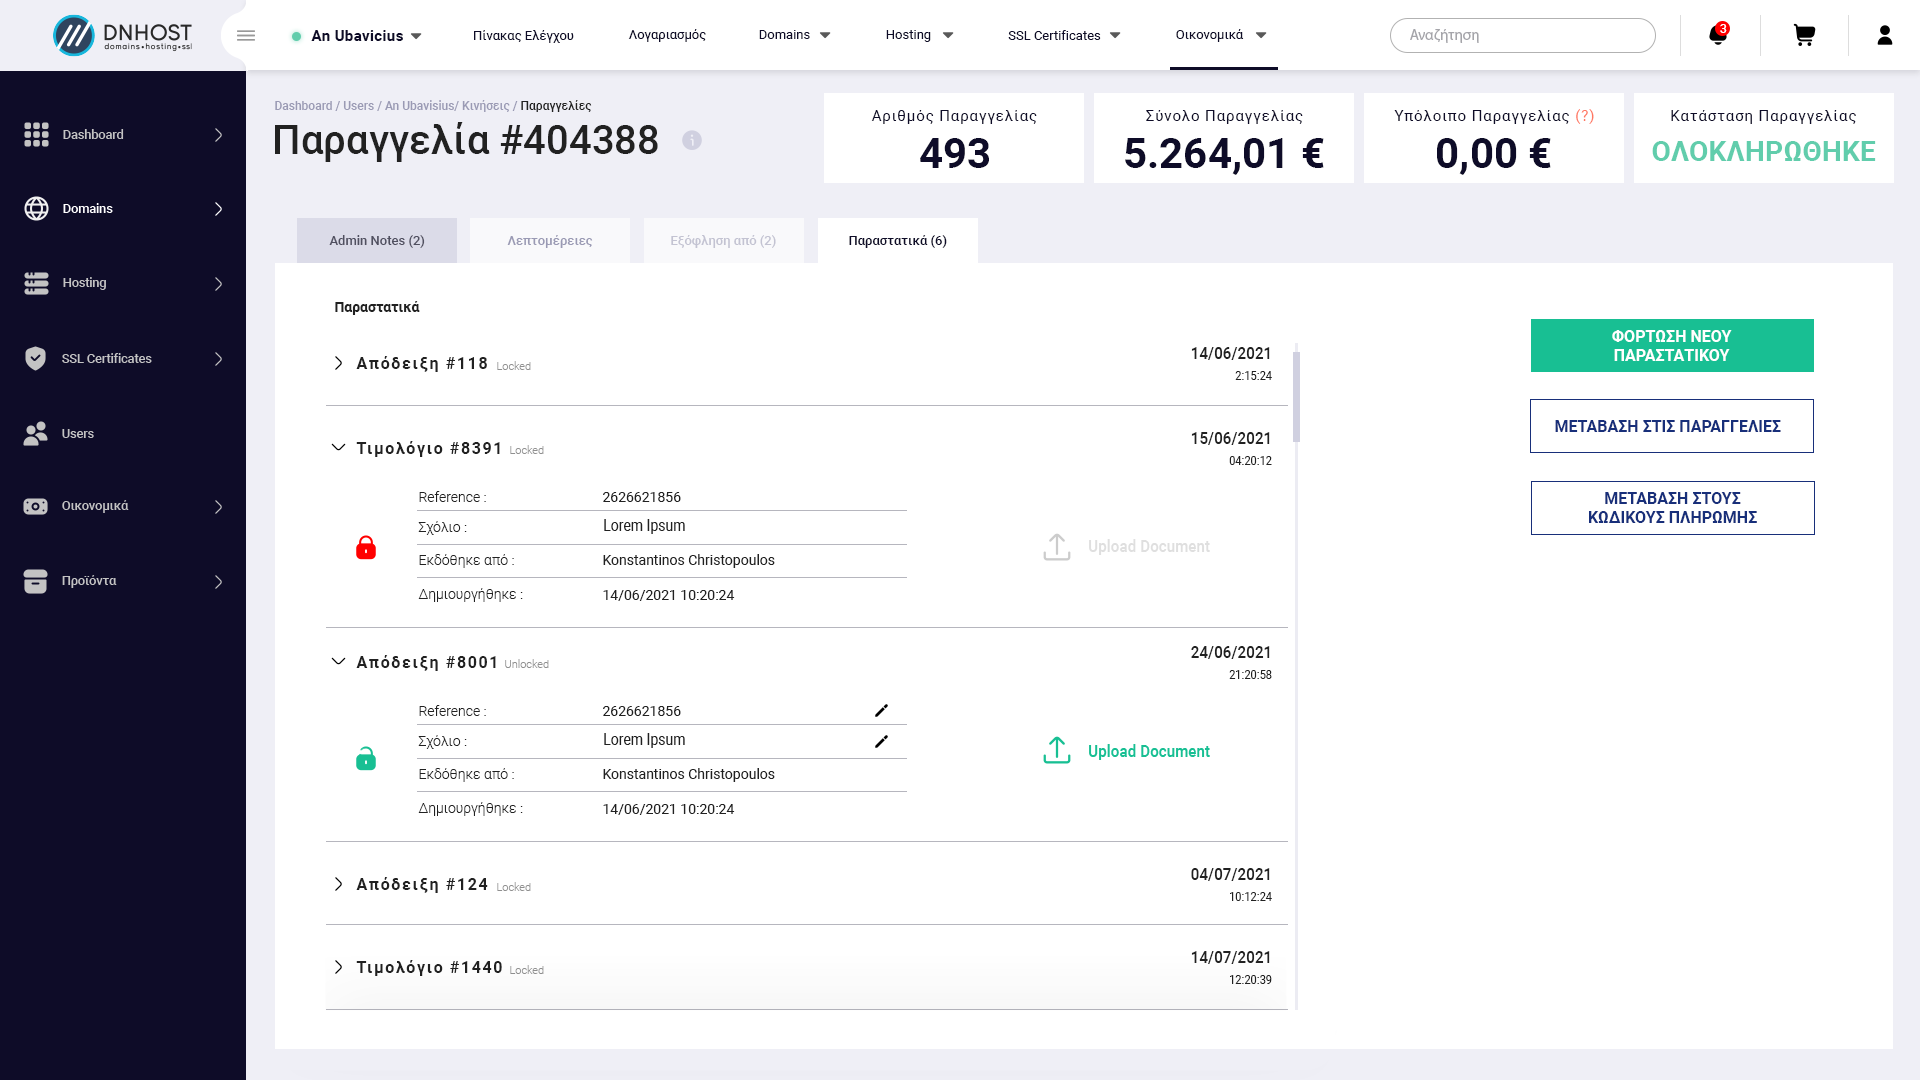 DNHOST
domains•hosting•ssl
An Ubavicius
Πίνακας Ελέγχου
Λογαριασμός
Domains
Hosting
SSL Certificates
Οικονομικά
Αναζήτηση
3
Dashboard
Domains
Hosting
SSL Certificates
Users
Οικονομικά
Προϊόντα
Dashboard / Users / An Ubavisius/ Κινήσεις / Παραγγελίες
Παραγγελία #404388
Αριθμός Παραγγελίας
493
Σύνολο Παραγγελίας
5.264,01 €
Υπόλοιπο Παραγγελίας (?)
0,00 €
Κατάσταση Παραγγελίας
ΟΛΟΚΛΗΡΩΘΗΚΕ
Admin Notes (2)
Λεπτομέρειες
Εξόφληση από (2)
Παραστατικά (6)
Παραστατικά
Απόδειξη #118 Locked
14/06/2021
2:15:24
Τιμολόγιο #8391 Locked
15/06/2021
04:20:12
Reference : 2626621856
Σχόλιο : Lorem Ipsum
Εκδόθηκε από : Konstantinos Christopoulos
Δημιουργήθηκε : 14/06/2021 10:20:24
Upload Document
Απόδειξη #8001 Unlocked
24/06/2021
21:20:58
Reference : 2626621856
Σχόλιο : Lorem Ipsum
Εκδόθηκε από : Konstantinos Christopoulos
Δημιουργήθηκε : 14/06/2021 10:20:24
Upload Document
Απόδειξη #124 Locked
04/07/2021
10:12:24
Τιμολόγιο #1440 Locked
14/07/2021
12:20:39
ΦΟΡΤΩΣΗ ΝΕΟΥ
ΠΑΡΑΣΤΑΤΙΚΟΥ
ΜΕΤΑΒΑΣΗ ΣΤΙΣ ΠΑΡΑΓΓΕΛΙΕΣ
ΜΕΤΑΒΑΣΗ ΣΤΟΥΣ
ΚΩΔΙΚΟΥΣ ΠΛΗΡΩΜΗΣ